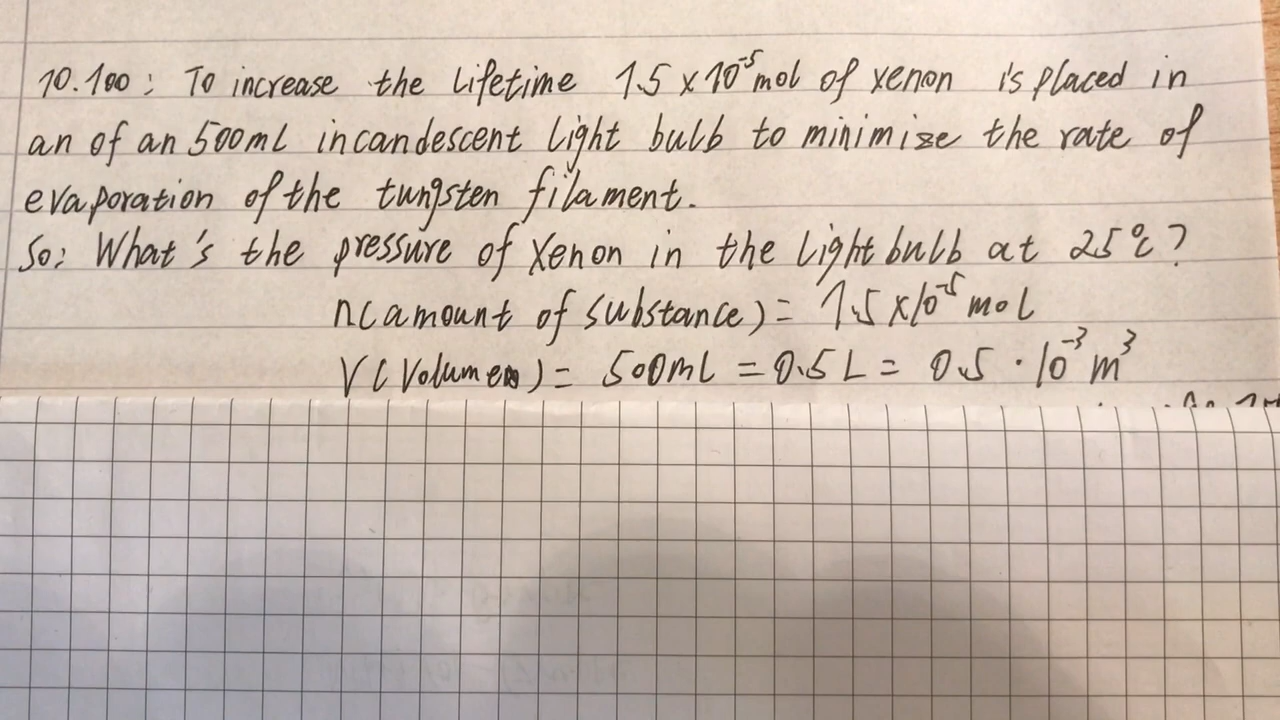 10.100: To increase the lifetime 1.5 x 10⁻⁵ mol of xenon is placed in
an of an 500ml incandescent light bulb to minimize the rate of
evaporation of the tungsten filament.
So: What's the pressure of Xenon in the light bulb at 25℃?
n(amount of substance) = 1.5 x 10⁻⁵ mol
V(Volume) = 500ml = 0.5 L = 0.5 · 10⁻³ m³